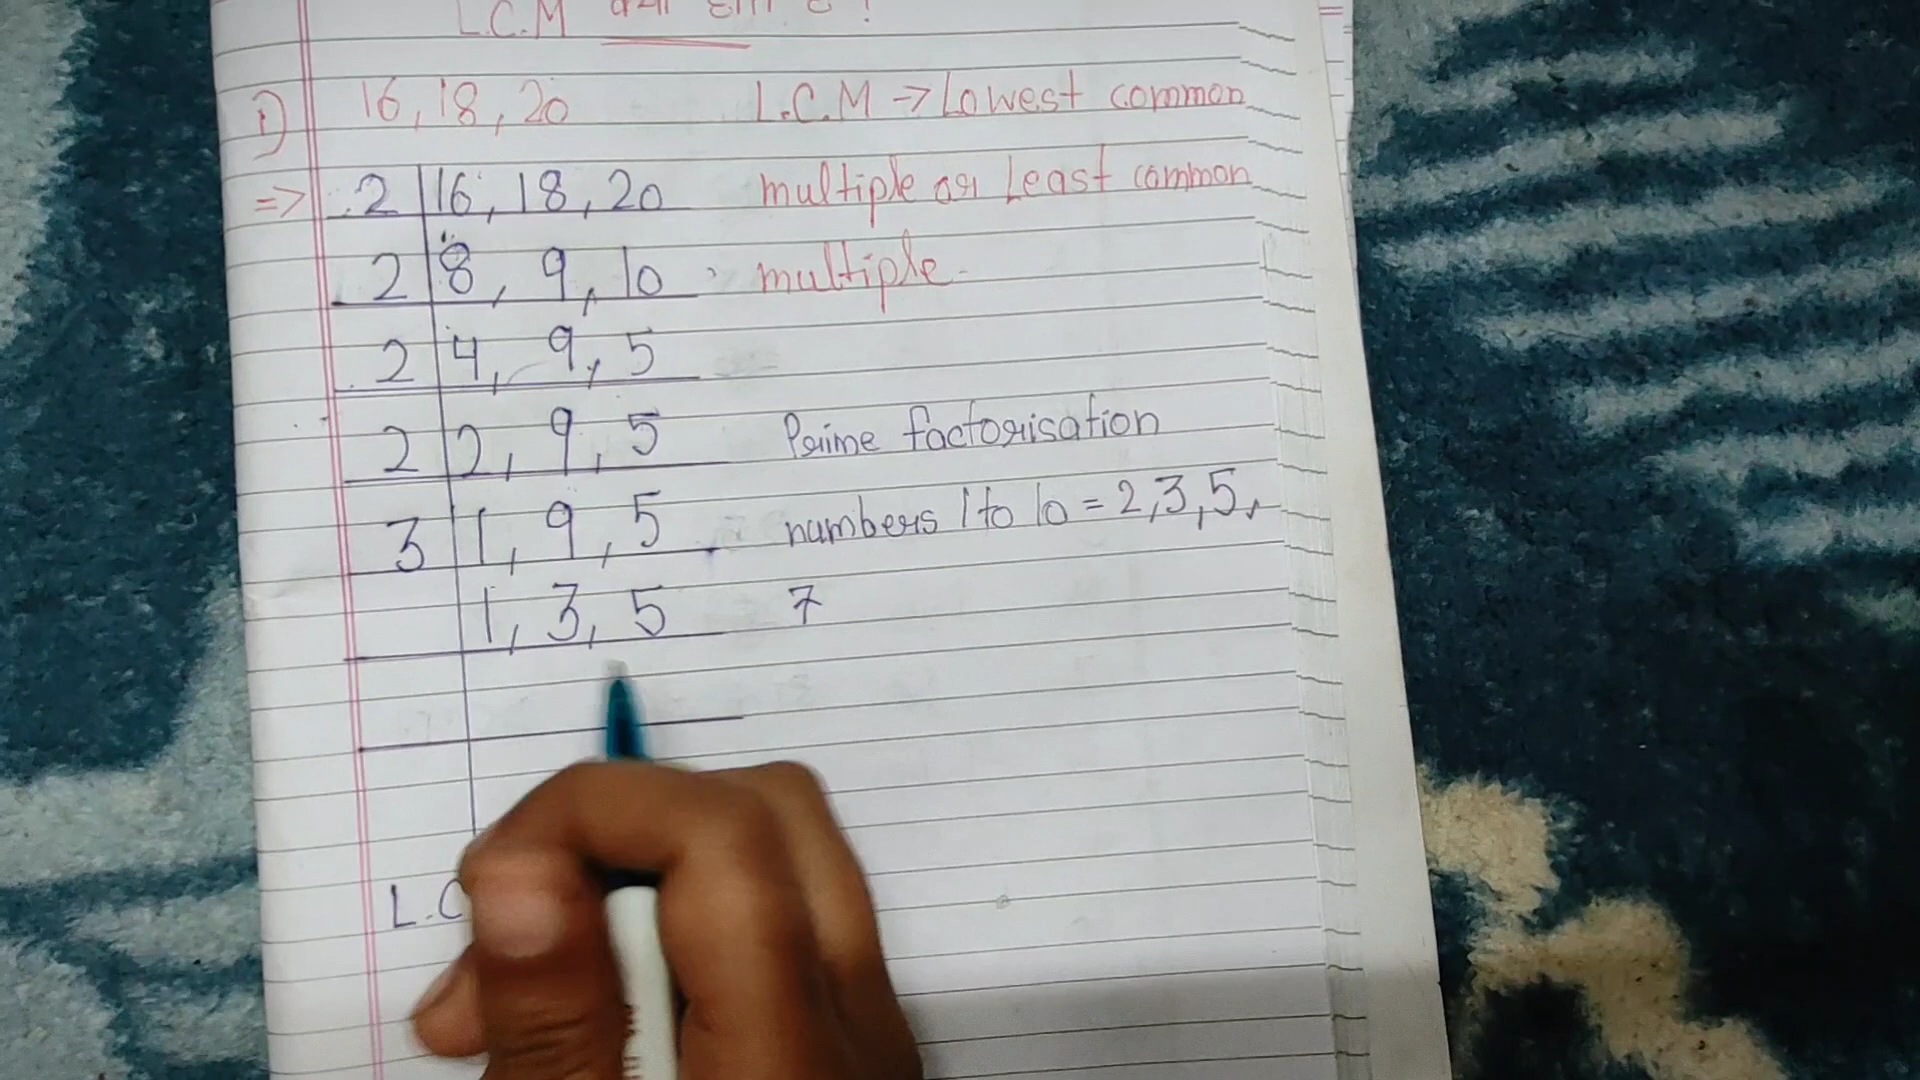 L.C.M क्या होता है ?
1) 16, 18, 20 L.C.M → Lowest common
=> 2 | 16, 18, 20 multiple or Least common
2 | 8, 9, 10 multiple
2 | 4, 9, 5
2 | 2, 9, 5 Prime factorisation
3 | 1, 9, 5 numbers 1 to 10 = 2,3,5,
1, 3, 5 7
L.C